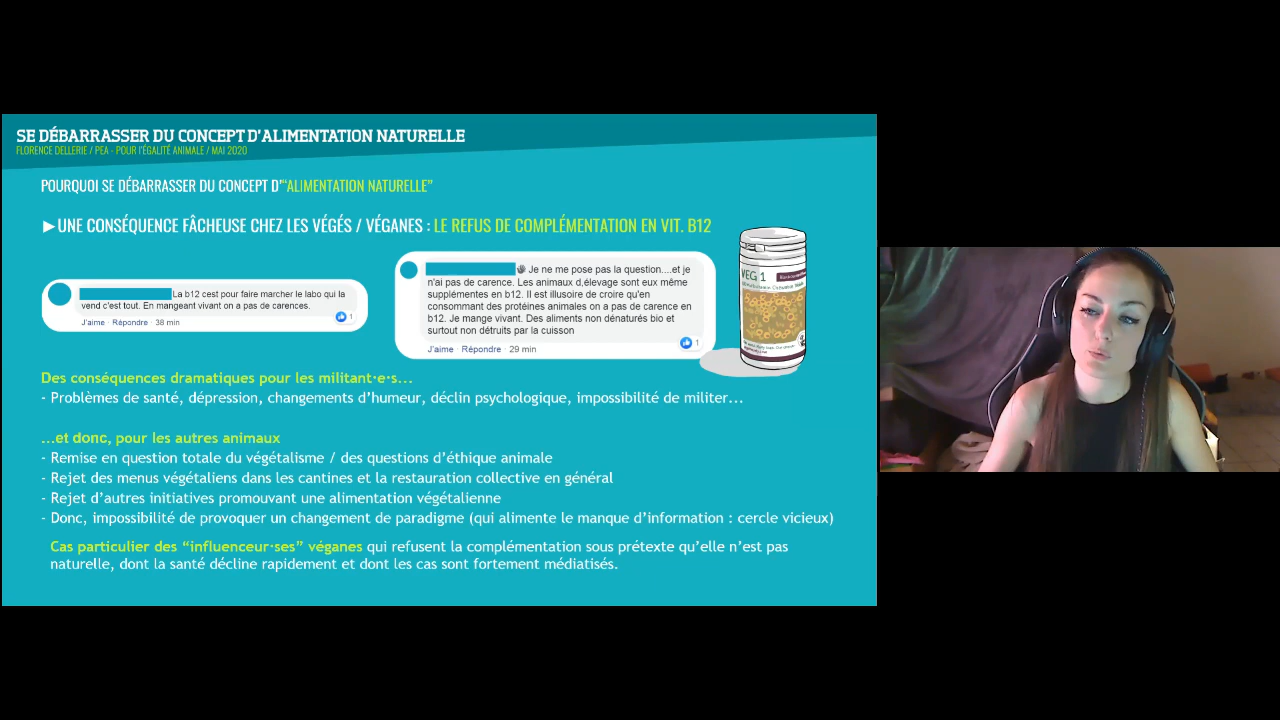 SE DÉBARRASSER DU CONCEPT D'ALIMENTATION NATURELLE
FLORENCE DELLERIE / PEA - POUR L'ÉGALITÉ ANIMALE / MAI 2020
POURQUOI SE DÉBARRASSER DU CONCEPT D'“ALIMENTATION NATURELLE”
►UNE CONSÉQUENCE FÂCHEUSE CHEZ LES VÉGÉS / VÉGANES : LE REFUS DE COMPLÉMENTATION EN VIT. B12
La b12 cest pour faire marcher le labo qui la
vend c'est tout. En mangeant vivant on a pas de carences.
1
J'aime · Répondre · 38 min
Je ne me pose pas la question....et je
n'ai pas de carence. Les animaux d,élevage sont eux même
supplémentes en b12. Il est illusoire de croire qu'en
consommant des protéines animales on a pas de carence en
b12. Je mange vivant. Des aliments non dénaturés bio et
surtout non détruits par la cuisson
1
J'aime · Répondre · 29 min
VEG 1
Des conséquences dramatiques pour les militant·e·s...
- Problèmes de santé, dépression, changements d’humeur, déclin psychologique, impossibilité de militer...
...et donc, pour les autres animaux
- Remise en question totale du végétalisme / des questions d’éthique animale
- Rejet des menus végétaliens dans les cantines et la restauration collective en général
- Rejet d’autres initiatives promouvant une alimentation végétalienne
- Donc, impossibilité de provoquer un changement de paradigme (qui alimente le manque d’information : cercle vicieux)
Cas particulier des “influenceur·ses” véganes qui refusent la complémentation sous prétexte qu’elle n’est pas
naturelle, dont la santé décline rapidement et dont les cas sont fortement médiatisés.